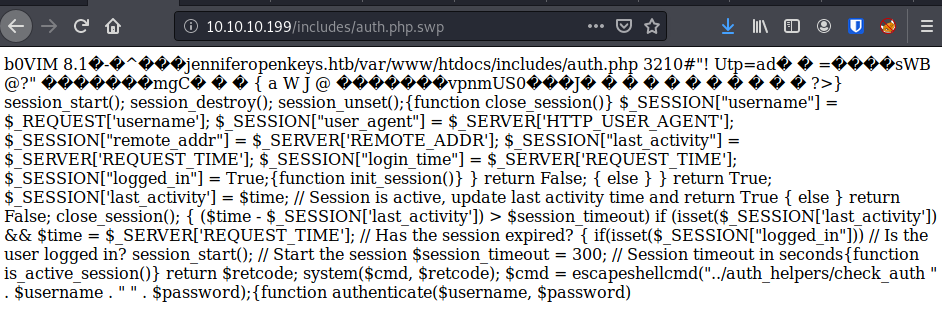 10.10.10.199/includes/auth.php.swp
b0VIM 8.1�-�^���jenniferopenkeys.htb/var/www/htdocs/includes/auth.php 3210#"! Utp=ad� � =����sWB
@?" �������mgC� � � { a W J @ �������vpnmUS0���J� � � � � � � � � � ?>}
session_start(); session_destroy(); session_unset();{function close_session()} $_SESSION["username"] =
$_REQUEST['username']; $_SESSION["user_agent"] = $_SERVER['HTTP_USER_AGENT'];
$_SESSION["remote_addr"] = $_SERVER['REMOTE_ADDR']; $_SESSION["last_activity"] =
$_SERVER['REQUEST_TIME']; $_SESSION["login_time"] = $_SERVER['REQUEST_TIME'];
$_SESSION["logged_in"] = True;{function init_session()} } return False; { else } } return True;
$_SESSION['last_activity'] = $time; // Session is active, update last activity time and return True { else } return
False; close_session(); { ($time - $_SESSION['last_activity']) > $session_timeout) if (isset($_SESSION['last_activity'])
&& $time = $_SERVER['REQUEST_TIME']; // Has the session expired? { if(isset($_SESSION["logged_in"])) // Is the
user logged in? session_start(); // Start the session $session_timeout = 300; // Session timeout in seconds{function
is_active_session()} return $retcode; system($cmd, $retcode); $cmd = escapeshellcmd("../auth_helpers/check_auth "
. $username . " " . $password);{function authenticate($username, $password)